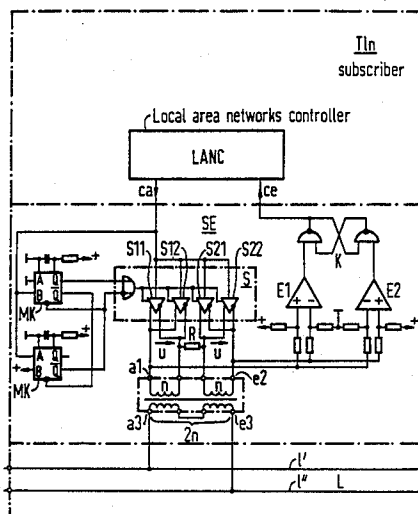 Tln
subscriber
Local area networks controller
LANC
ca
ce
SE
S11 S12 S21 S22
S
K
E1
E2
+ - + -
A Q
B Q
MK
+
A Q
B Q
MK
+
u R u
a1
e2
n n
a3
2n
e3
l'
l" L